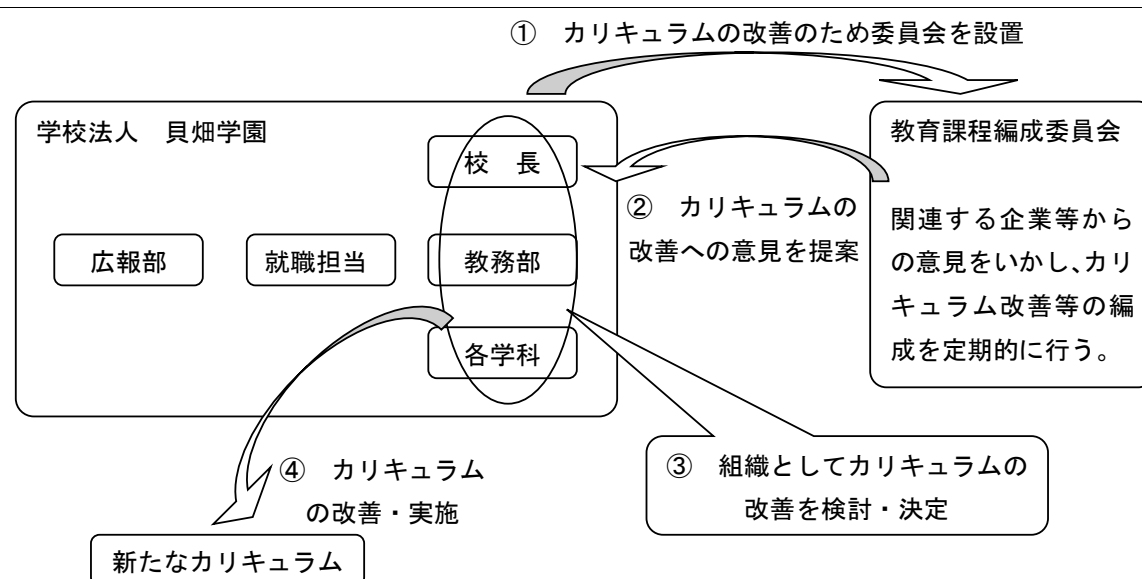 ① カリキュラムの改善のため委員会を設置
学校法人 貝畑学園
校 長
広報部
就職担当
教務部
各学科
教育課程編成委員会
関連する企業等から
の意見をいかし、カリ
キュラム改善等の編
成を定期的に行う。
② カリキュラムの
改善への意見を提案
③ 組織としてカリキュラムの
改善を検討・決定
④ カリキュラム
の改善・実施
新たなカリキュラム